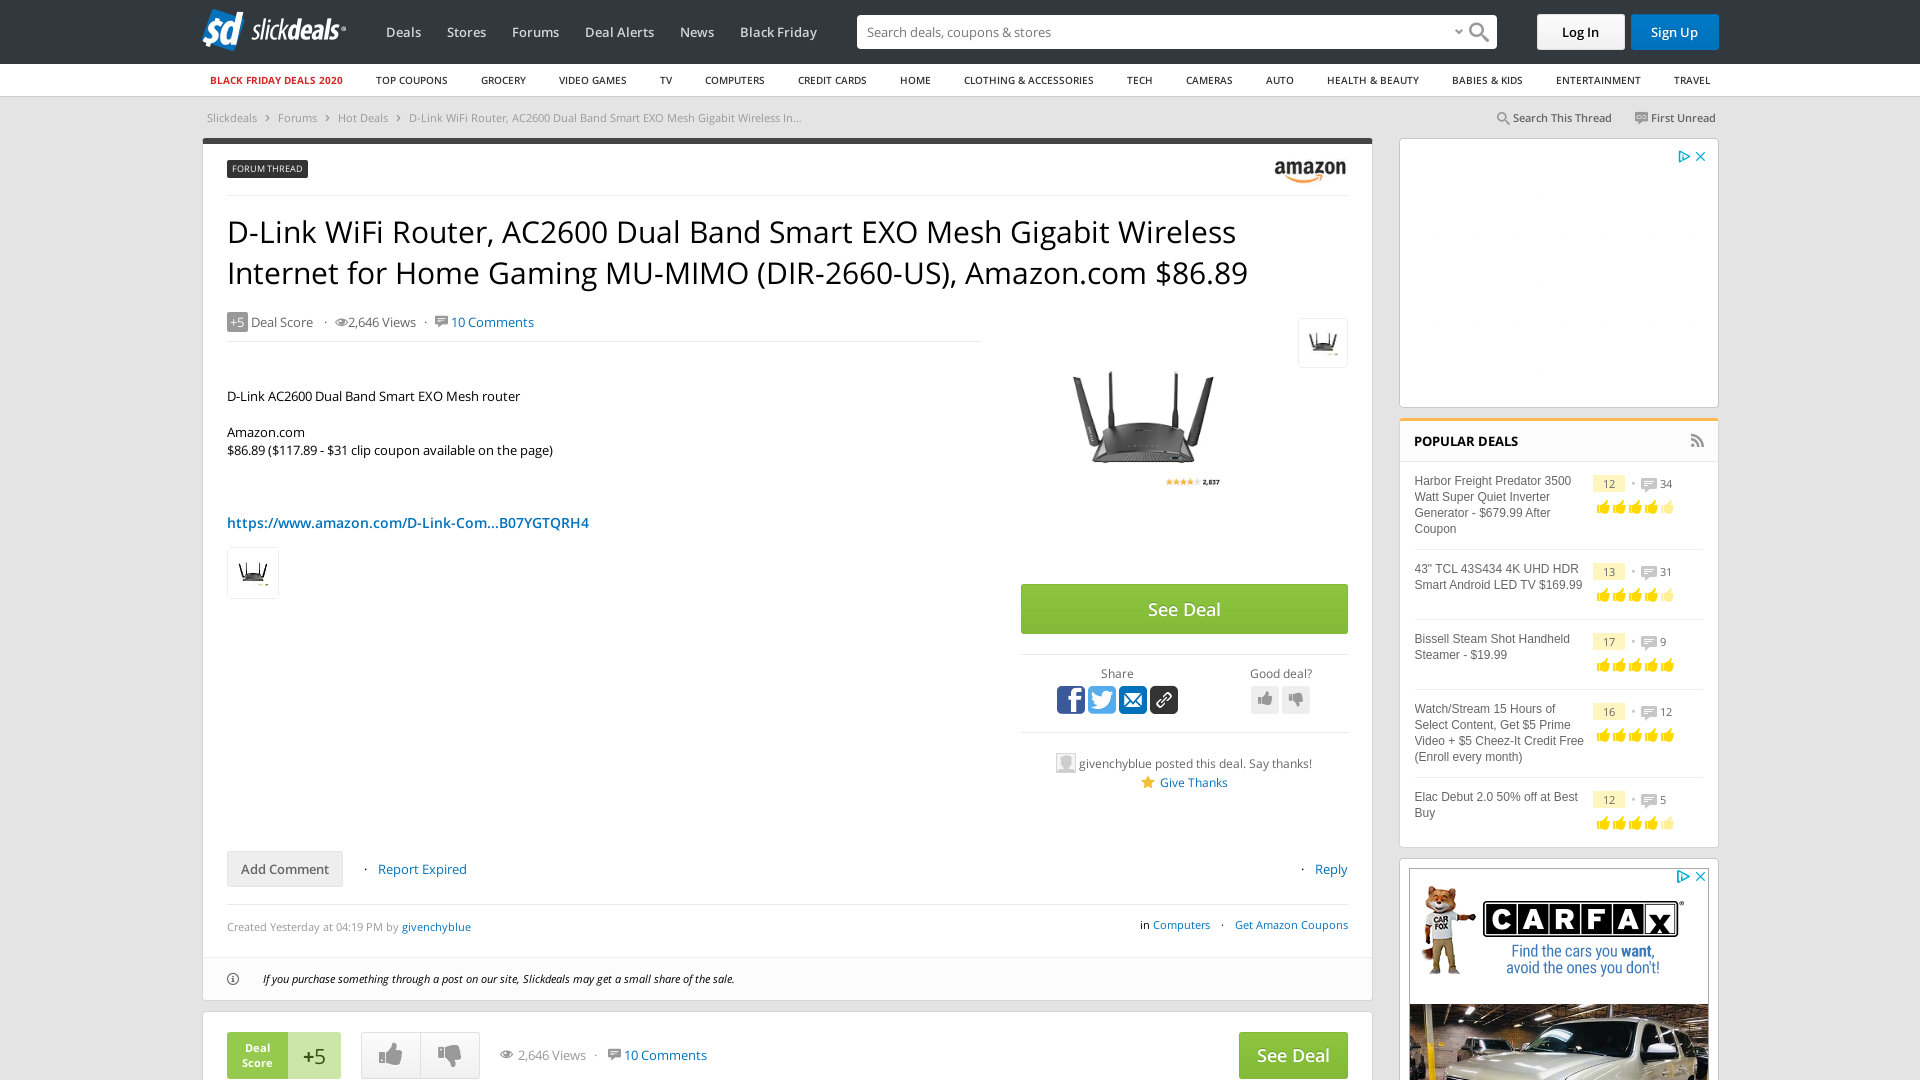 sd slickdeals
Deals
Stores
Forums
Deal Alerts
News
Black Friday
Search deals, coupons & stores
Log In
Sign Up
BLACK FRIDAY DEALS 2020
TOP COUPONS
GROCERY
VIDEO GAMES
TV
COMPUTERS
CREDIT CARDS
HOME
CLOTHING & ACCESSORIES
TECH
CAMERAS
AUTO
HEALTH & BEAUTY
BABIES & KIDS
ENTERTAINMENT
TRAVEL
Slickdeals › Forums › Hot Deals › D-Link WiFi Router, AC2600 Dual Band Smart EXO Mesh Gigabit Wireless In...
Search This Thread
First Unread
FORUM THREAD
amazon
D-Link WiFi Router, AC2600 Dual Band Smart EXO Mesh Gigabit Wireless
Internet for Home Gaming MU-MIMO (DIR-2660-US), Amazon.com $86.89
+5 Deal Score · 2,646 Views · 10 Comments
D-Link AC2600 Dual Band Smart EXO Mesh router
Amazon.com
$86.89 ($117.89 - $31 clip coupon available on the page)
https://www.amazon.com/D-Link-Com...B07YGTQRH4
2,837
See Deal
Share
Good deal?
givenchyblue posted this deal. Say thanks!
Give Thanks
Add Comment · Report Expired
· Reply
Created Yesterday at 04:19 PM by givenchyblue
in Computers · Get Amazon Coupons
If you purchase something through a post on our site, Slickdeals may get a small share of the sale.
Deal
Score
+5
2,646 Views · 10 Comments
See Deal
POPULAR DEALS
Harbor Freight Predator 3500
Watt Super Quiet Inverter
Generator - $679.99 After
Coupon
12 • 34
43" TCL 43S434 4K UHD HDR
Smart Android LED TV $169.99
13 • 31
Bissell Steam Shot Handheld
Steamer - $19.99
17 • 9
Watch/Stream 15 Hours of
Select Content, Get $5 Prime
Video + $5 Cheez-It Credit Free
(Enroll every month)
16 • 12
Elac Debut 2.0 50% off at Best
Buy
12 • 5
CAR
FOX
CARFAX
Find the cars you want,
avoid the ones you don't!